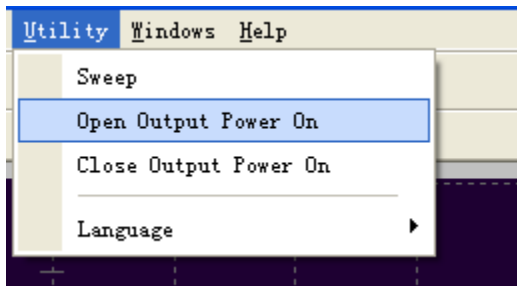 Utility Windows Help
Sweep
Open Output Power On
Close Output Power On
Language